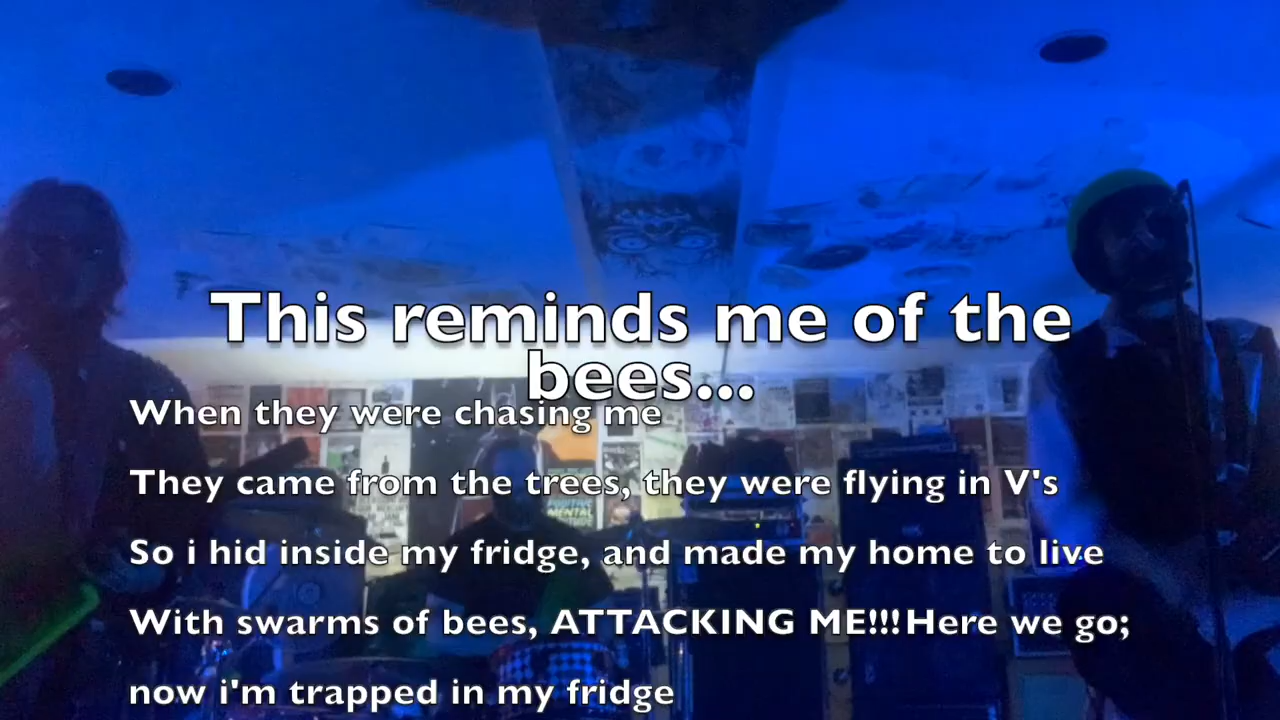 This reminds me of the
bees...
When they were chasing me
They came from the trees, they were flying in V's
So i hid inside my fridge, and made my home to live
With swarms of bees, ATTACKING ME!!!Here we go;
now i'm trapped in my fridge
MENTAL